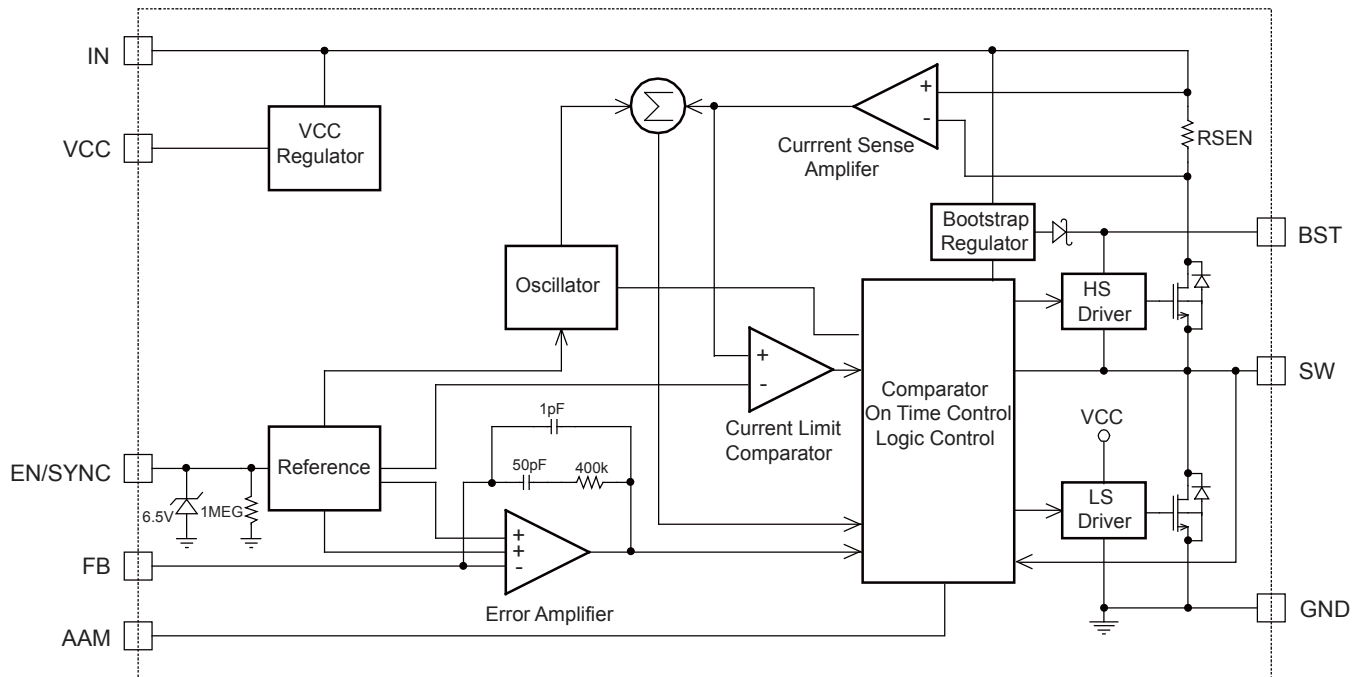 IN
VCC
Regulator
VCC
Σ
+
-
Currrent Sense
Amplifer
RSEN
Bootstrap
Regulator
BST
Oscillator
HS
Driver
+
-
Current Limit
Comparator
Comparator
On Time Control
Logic Control
SW
VCC
1pF
50pF
400k
EN/SYNC
Reference
6.5V
1MEG
LS
Driver
+
+
-
FB
Error Amplifier
GND
AAM